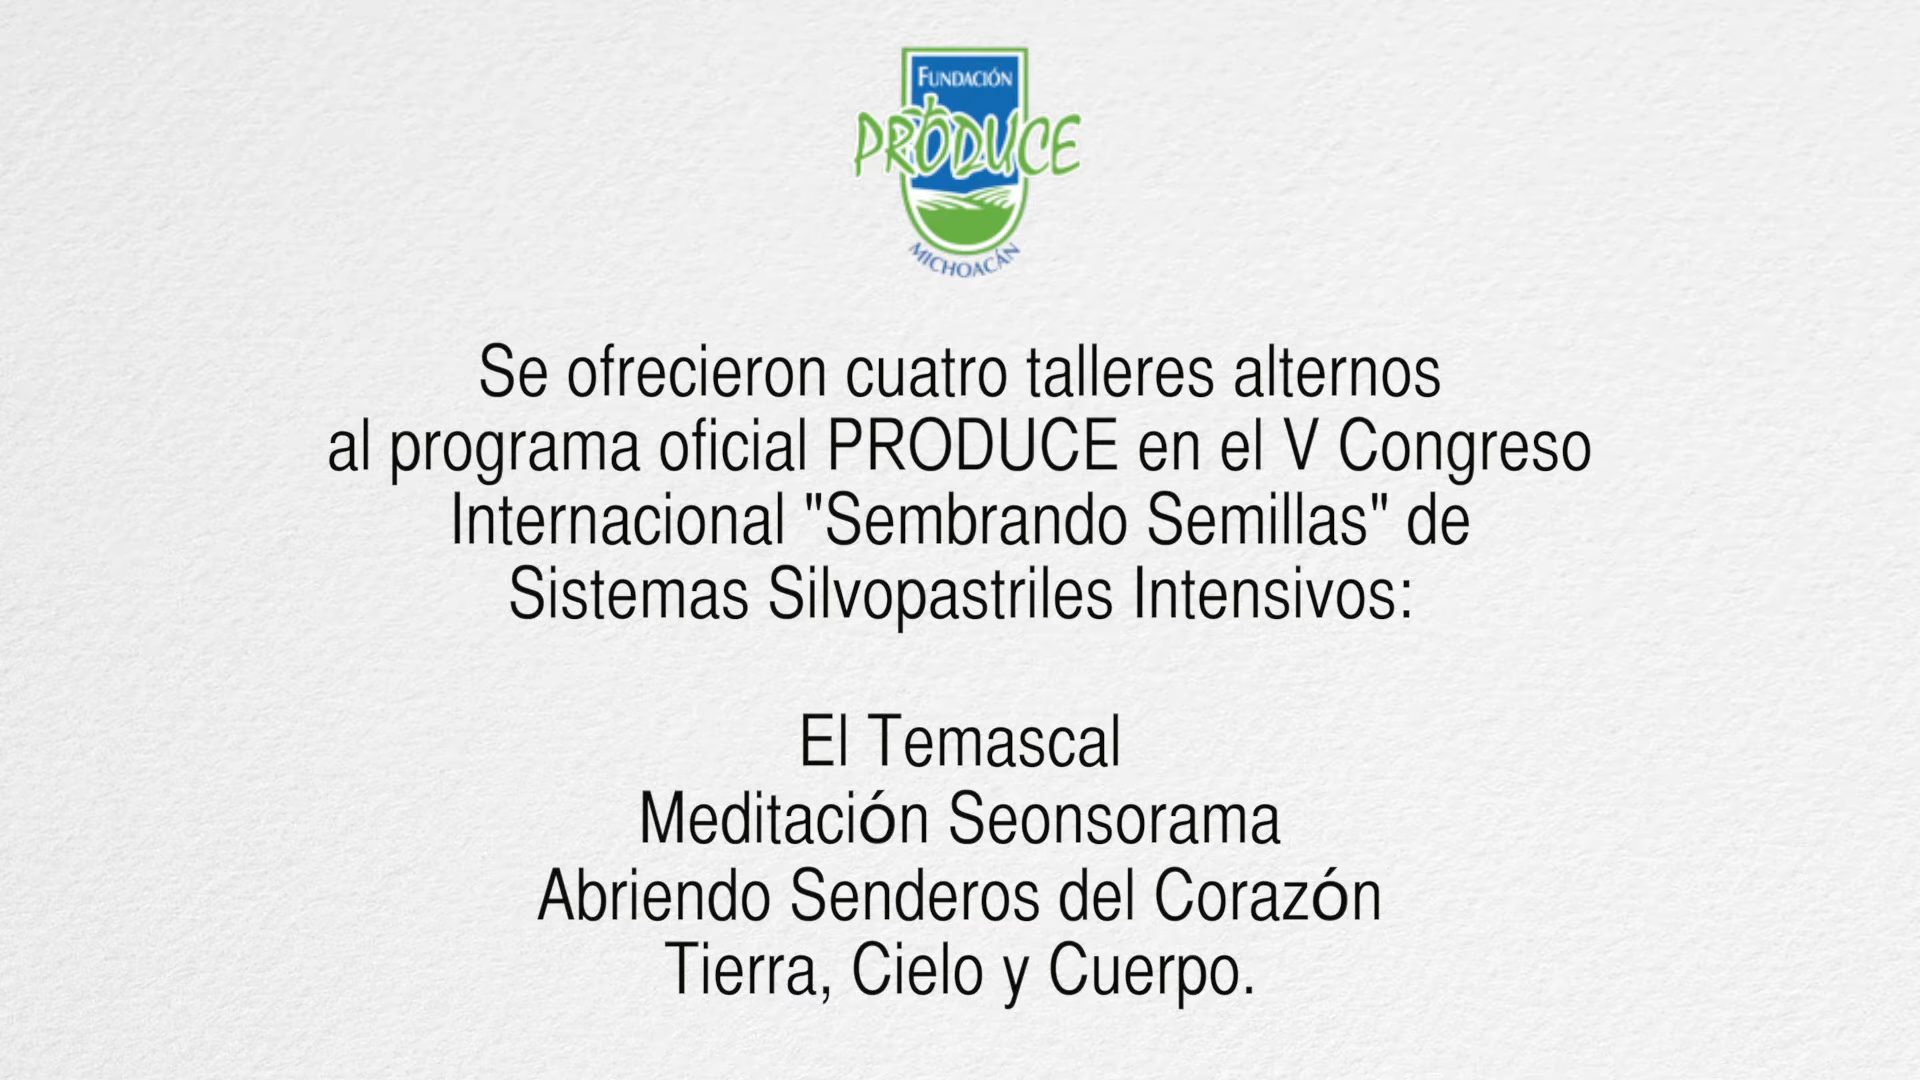 FUNDACIÓN
PRODUCE
MICHOACÁN
Se ofrecieron cuatro talleres alternos
al programa oficial PRODUCE en el V Congreso
Internacional "Sembrando Semillas" de
Sistemas Silvopastriles Intensivos:
El Temascal
Meditación Seonsorama
Abriendo Senderos del Corazón
Tierra, Cielo y Cuerpo.